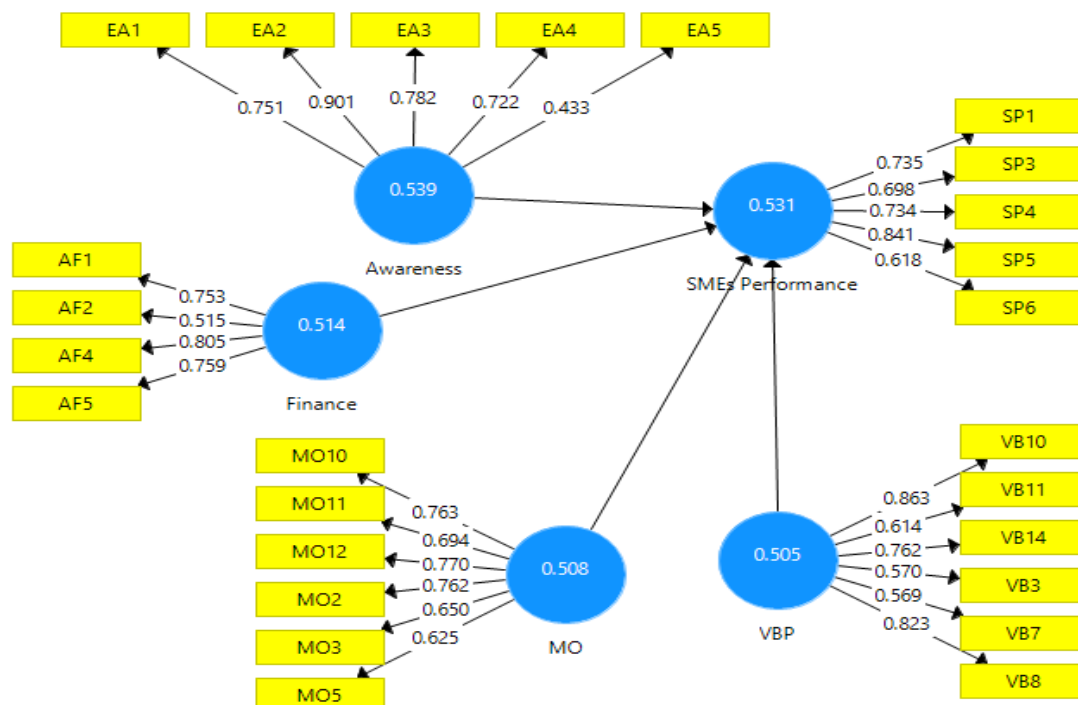 EA1 EA2 EA3 EA4 EA5
0.751 0.901 0.782 0.722 0.433
0.539
Awareness
SP1
SP3
SP4
SP5
SP6
0.735
0.698
0.734
0.841
0.618
0.531
SMEs Performance
AF1
AF2
AF4
AF5
0.753
0.515
0.805
0.759
0.514
Finance
MO10
MO11
MO12
MO2
MO3
MO5
0.763
0.694
0.770
0.762
0.650
0.625
0.508
MO
VB10
VB11
VB14
VB3
VB7
VB8
0.863
0.614
0.762
0.570
0.569
0.823
0.505
VBP